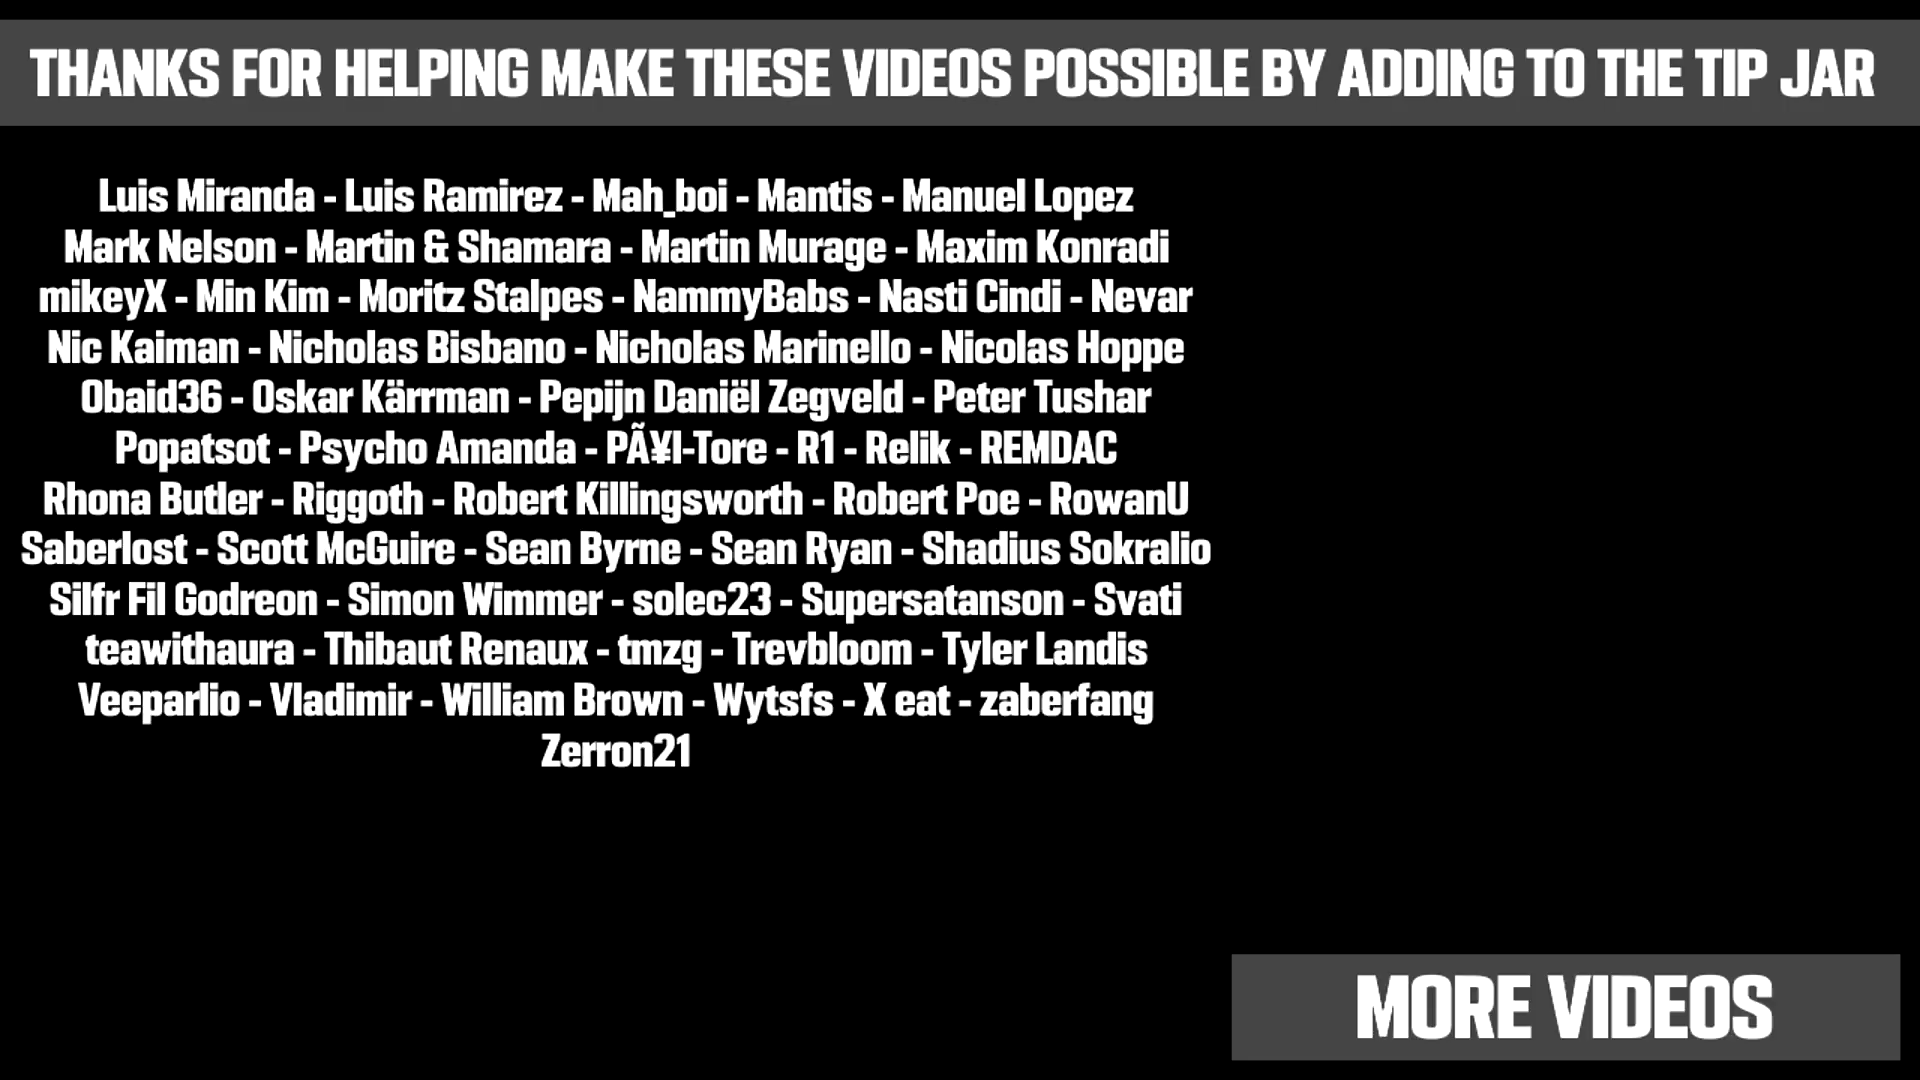 THANKS FOR HELPING MAKE THESE VIDEOS POSSIBLE BY ADDING TO THE TIP JAR
Luis Miranda - Luis Ramirez - Mah_boi - Mantis - Manuel Lopez
Mark Nelson - Martin & Shamara - Martin Murage - Maxim Konradi
mikeyX - Min Kim - Moritz Stalpes - NammyBabs - Nasti Cindi - Nevar
Nic Kaiman - Nicholas Bisbano - Nicholas Marinello - Nicolas Hoppe
Obaid36 - Oskar Kärrman - Pepijn Daniël Zegveld - Peter Tushar
Popatsot - Psycho Amanda - PÃ¥l-Tore - R1 - Relik - REMDAC
Rhona Butler - Riggoth - Robert Killingsworth - Robert Poe - RowanU
Saberlost - Scott McGuire - Sean Byrne - Sean Ryan - Shadius Sokralio
Silfr Fil Godreon - Simon Wimmer - solec23 - Supersatanson - Svati
teawithaura - Thibaut Renaux - tmzg - Trevbloom - Tyler Landis
Veeparlio - Vladimir - William Brown - Wytsfs - X eat - zaberfang
Zerron21
MORE VIDEOS